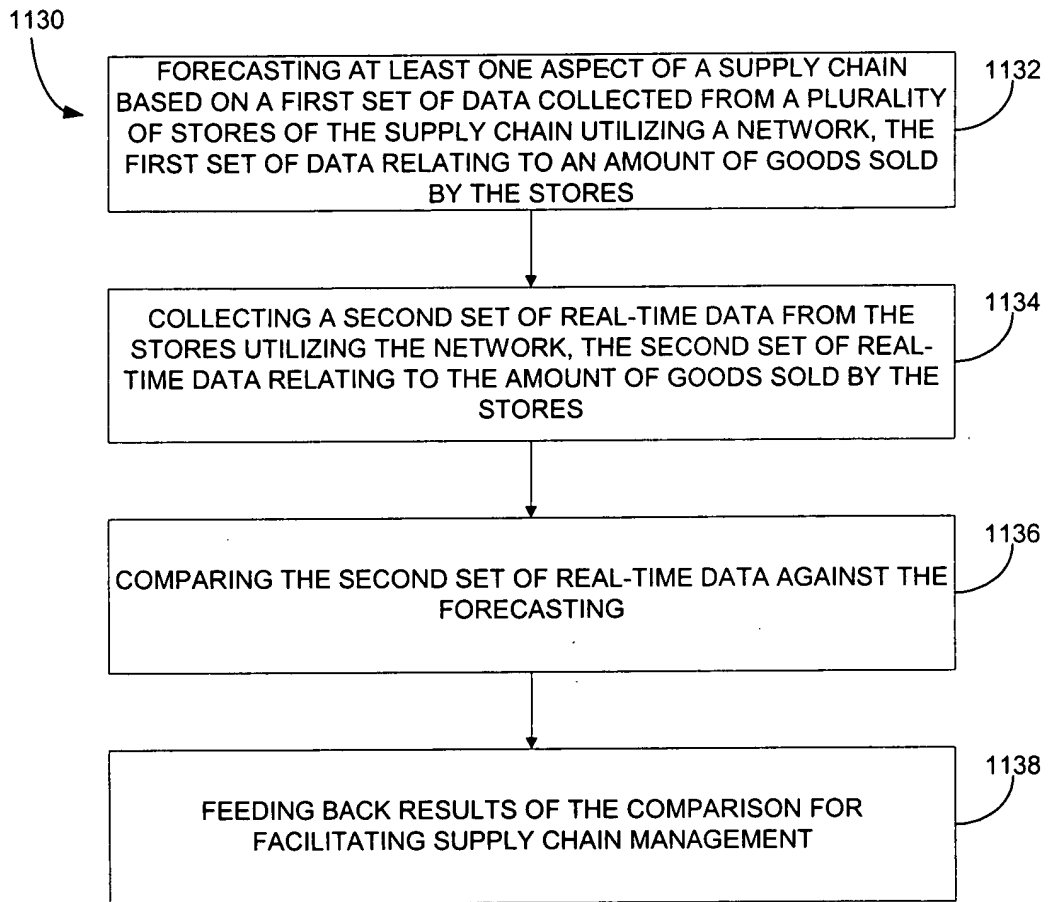 1130
FORECASTING AT LEAST ONE ASPECT OF A SUPPLY CHAIN
BASED ON A FIRST SET OF DATA COLLECTED FROM A PLURALITY
OF STORES OF THE SUPPLY CHAIN UTILIZING A NETWORK, THE
FIRST SET OF DATA RELATING TO AN AMOUNT OF GOODS SOLD
BY THE STORES
1132
COLLECTING A SECOND SET OF REAL-TIME DATA FROM THE
STORES UTILIZING THE NETWORK, THE SECOND SET OF REAL-
TIME DATA RELATING TO THE AMOUNT OF GOODS SOLD BY THE
STORES
1134
COMPARING THE SECOND SET OF REAL-TIME DATA AGAINST THE
FORECASTING
1136
FEEDING BACK RESULTS OF THE COMPARISON FOR
FACILITATING SUPPLY CHAIN MANAGEMENT
1138